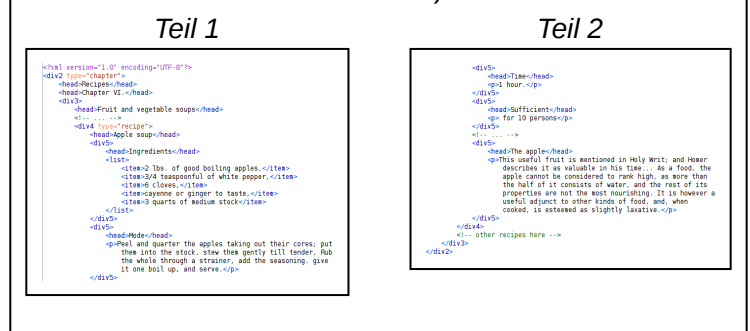 Teil 1
<?xml version="1.0" encoding="UTF-8"?>
<div2 type="chapter">
<head>Recipes</head>
<head>Chapter VI.</head>
<div3>
<head>Fruit and vegetable soups</head>
<!-- ... -->
<div4 type="recipe">
<head>Apple soup</head>
<div5>
<head>Ingredients</head>
<list>
<item>2 lbs. of good boiling apples,</item>
<item>3/4 teaspoonful of white pepper,</item>
<item>6 cloves,</item>
<item>cayenne or ginger to taste,</item>
<item>3 quarts of medium stock</item>
</list>
</div5>
<div5>
<head>Mode</head>
<p>Peel and quarter the apples taking out their cores; put
them into the stock, stew them gently till tender. Rub
the whole through a strainer, add the seasoning. give
it one boil up, and serve.</p>
</div5>
Teil 2
<div5>
<head>Time</head>
<p>1 hour.</p>
</div5>
<div5>
<head>Sufficient</head>
<p> for 10 persons</p>
</div5>
<!-- ... -->
<div5>
<head>The apple</head>
<p>This useful fruit is mentioned in Holy Writ; and Homer
describes it as valuable in his time... As a food, the
apple cannot be considered to rank high, as more than
the half of it consists of water, and the rest of its
properties are not the most nourishing. It is however a
useful adjunct to other kinds of food, and, when
cooked, is esteemed as slightly laxative.</p>
</div5>
</div4>
<!-- other recipes here -->
</div3>
</div2>